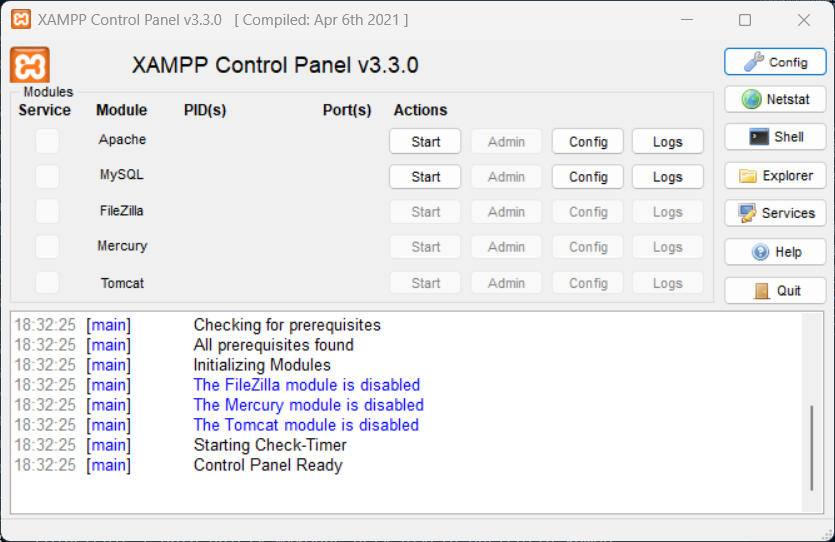 XAMPP Control Panel v3.3.0 [ Compiled: Apr 6th 2021 ]
XAMPP Control Panel v3.3.0
Config
Modules
Netstat
Service Module PID(s) Port(s) Actions
Apache Start Admin Config Logs
Shell
MySQL Start Admin Config Logs
Explorer
FileZilla Start Admin Config Logs
Services
Mercury Start Admin Config Logs
Help
Tomcat Start Admin Config Logs
Quit
18:32:25 [main] Checking for prerequisites
18:32:25 [main] All prerequisites found
18:32:25 [main] Initializing Modules
18:32:25 [main] The FileZilla module is disabled
18:32:25 [main] The Mercury module is disabled
18:32:25 [main] The Tomcat module is disabled
18:32:25 [main] Starting Check-Timer
18:32:25 [main] Control Panel Ready